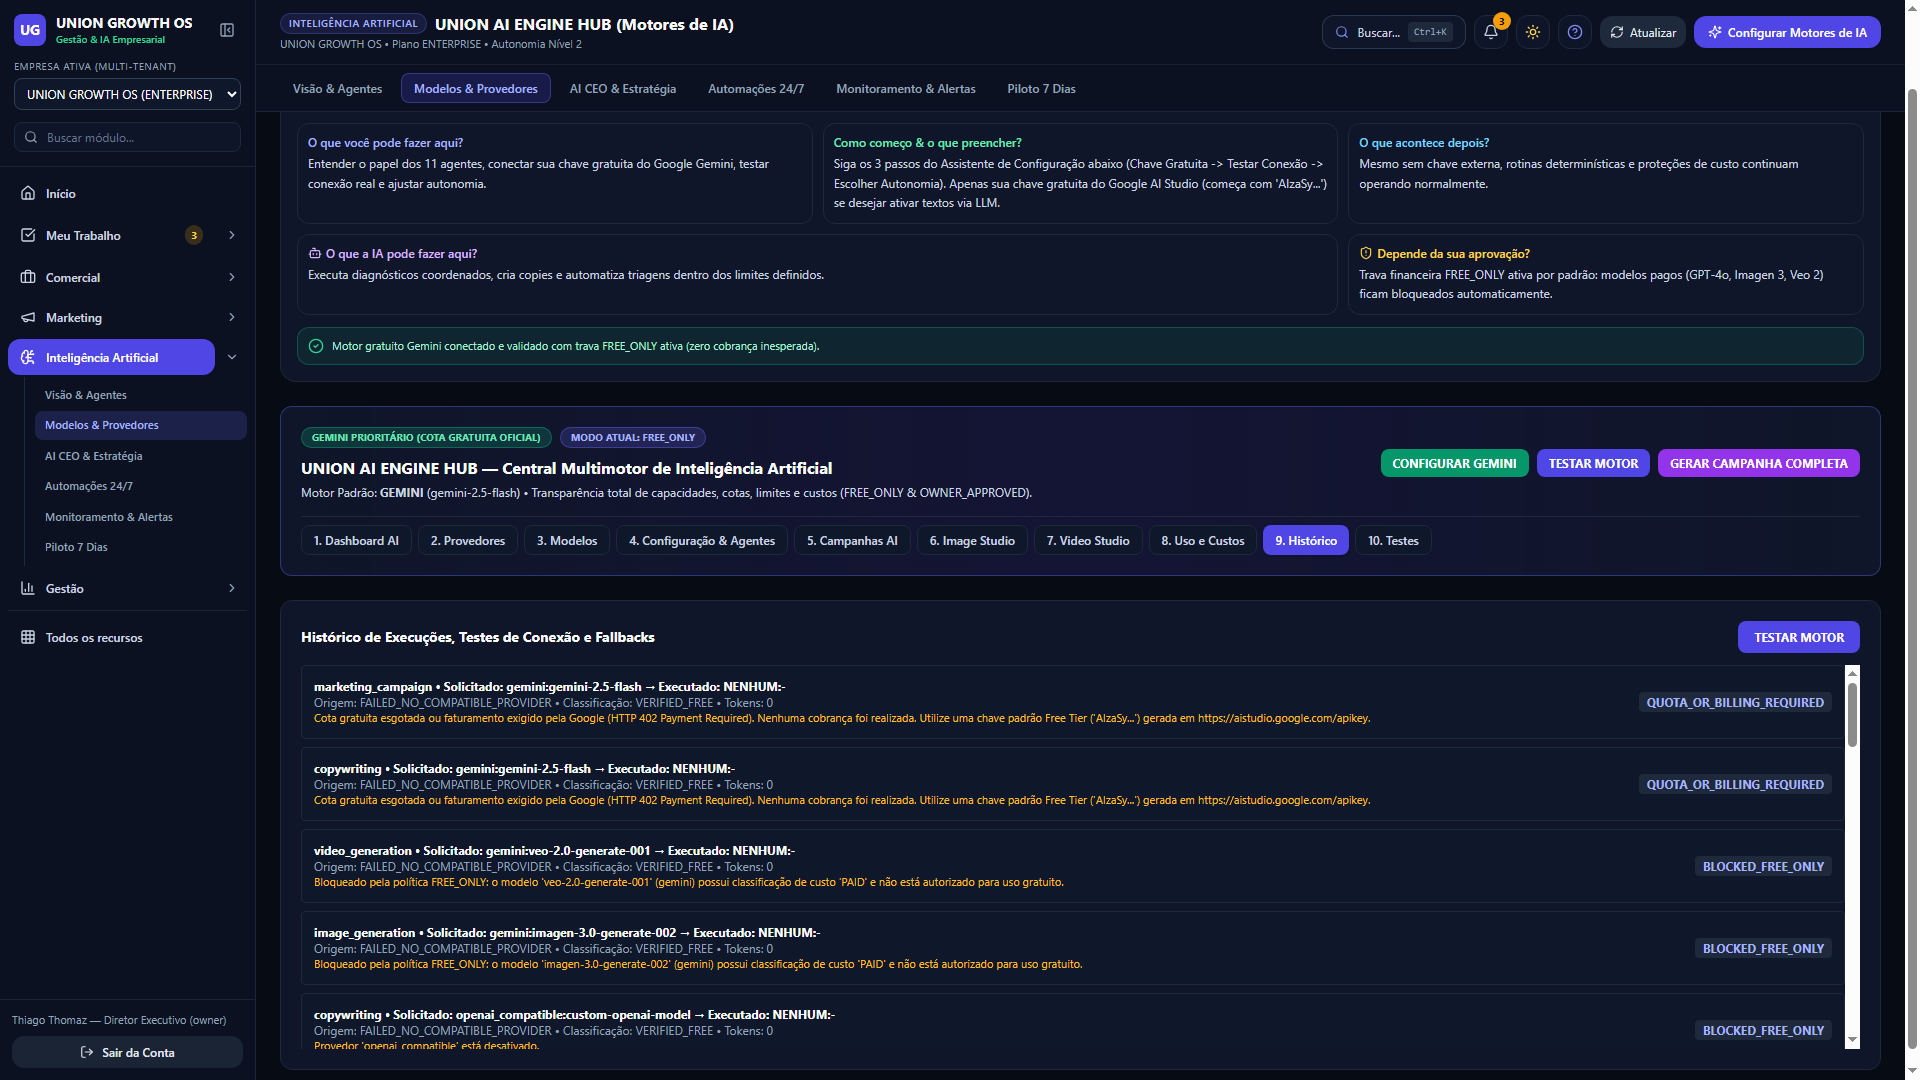 UG
UNION GROWTH OS
Gestão & IA Empresarial
EMPRESA ATIVA (MULTI-TENANT)
UNION GROWTH OS (ENTERPRISE)
Buscar módulo...
Início
Meu Trabalho
3
Comercial
Marketing
Inteligência Artificial
Visão & Agentes
Modelos & Provedores
AI CEO & Estratégia
Automações 24/7
Monitoramento & Alertas
Piloto 7 Dias
Gestão
Todos os recursos
Thiago Thomaz — Diretor Executivo (owner)
Sair da Conta
INTELIGÊNCIA ARTIFICIAL
UNION AI ENGINE HUB (Motores de IA)
UNION GROWTH OS • Plano ENTERPRISE • Autonomia Nível 2
Buscar...
Ctrl+K
3
Atualizar
Configurar Motores de IA
Visão & Agentes
Modelos & Provedores
AI CEO & Estratégia
Automações 24/7
Monitoramento & Alertas
Piloto 7 Dias
O que você pode fazer aqui?
Entender o papel dos 11 agentes, conectar sua chave gratuita do Google Gemini, testar
conexão real e ajustar autonomia.
Como começo & o que preencher?
Siga os 3 passos do Assistente de Configuração abaixo (Chave Gratuita -> Testar Conexão ->
Escolher Autonomia). Apenas sua chave gratuita do Google AI Studio (começa com 'AIzaSy...')
se desejar ativar textos via LLM.
O que acontece depois?
Mesmo sem chave externa, rotinas determinísticas e proteções de custo continuam
operando normalmente.
O que a IA pode fazer aqui?
Executa diagnósticos coordenados, cria copies e automatiza triagens dentro dos limites definidos.
Depende da sua aprovação?
Trava financeira FREE_ONLY ativa por padrão: modelos pagos (GPT-4o, Imagen 3, Veo 2)
ficam bloqueados automaticamente.
Motor gratuito Gemini conectado e validado com trava FREE_ONLY ativa (zero cobrança inesperada).
GEMINI PRIORITÁRIO (COTA GRATUITA OFICIAL)
MODO ATUAL: FREE_ONLY
UNION AI ENGINE HUB — Central Multimotor de Inteligência Artificial
Motor Padrão: GEMINI (gemini-2.5-flash) • Transparência total de capacidades, cotas, limites e custos (FREE_ONLY & OWNER_APPROVED).
CONFIGURAR GEMINI
TESTAR MOTOR
GERAR CAMPANHA COMPLETA
1. Dashboard AI
2. Provedores
3. Modelos
4. Configuração & Agentes
5. Campanhas AI
6. Image Studio
7. Video Studio
8. Uso e Custos
9. Histórico
10. Testes
Histórico de Execuções, Testes de Conexão e Fallbacks
TESTAR MOTOR
marketing_campaign • Solicitado: gemini:gemini-2.5-flash → Executado: NENHUM:-
Origem: FAILED_NO_COMPATIBLE_PROVIDER • Classificação: VERIFIED_FREE • Tokens: 0
Cota gratuita esgotada ou faturamento exigido pela Google (HTTP 402 Payment Required). Nenhuma cobrança foi realizada. Utilize uma chave padrão Free Tier ('AIzaSy...') gerada em https://aistudio.google.com/apikey.
QUOTA_OR_BILLING_REQUIRED
copywriting • Solicitado: gemini:gemini-2.5-flash → Executado: NENHUM:-
Origem: FAILED_NO_COMPATIBLE_PROVIDER • Classificação: VERIFIED_FREE • Tokens: 0
Cota gratuita esgotada ou faturamento exigido pela Google (HTTP 402 Payment Required). Nenhuma cobrança foi realizada. Utilize uma chave padrão Free Tier ('AIzaSy...') gerada em https://aistudio.google.com/apikey.
QUOTA_OR_BILLING_REQUIRED
video_generation • Solicitado: gemini:veo-2.0-generate-001 → Executado: NENHUM:-
Origem: FAILED_NO_COMPATIBLE_PROVIDER • Classificação: VERIFIED_FREE • Tokens: 0
Bloqueado pela política FREE_ONLY: o modelo 'veo-2.0-generate-001' (gemini) possui classificação de custo 'PAID' e não está autorizado para uso gratuito.
BLOCKED_FREE_ONLY
image_generation • Solicitado: gemini:imagen-3.0-generate-002 → Executado: NENHUM:-
Origem: FAILED_NO_COMPATIBLE_PROVIDER • Classificação: VERIFIED_FREE • Tokens: 0
Bloqueado pela política FREE_ONLY: o modelo 'imagen-3.0-generate-002' (gemini) possui classificação de custo 'PAID' e não está autorizado para uso gratuito.
BLOCKED_FREE_ONLY
copywriting • Solicitado: openai_compatible:custom-openai-model → Executado: NENHUM:-
Origem: FAILED_NO_COMPATIBLE_PROVIDER • Classificação: VERIFIED_FREE • Tokens: 0
Provedor 'openai_compatible' está desativado.
BLOCKED_FREE_ONLY